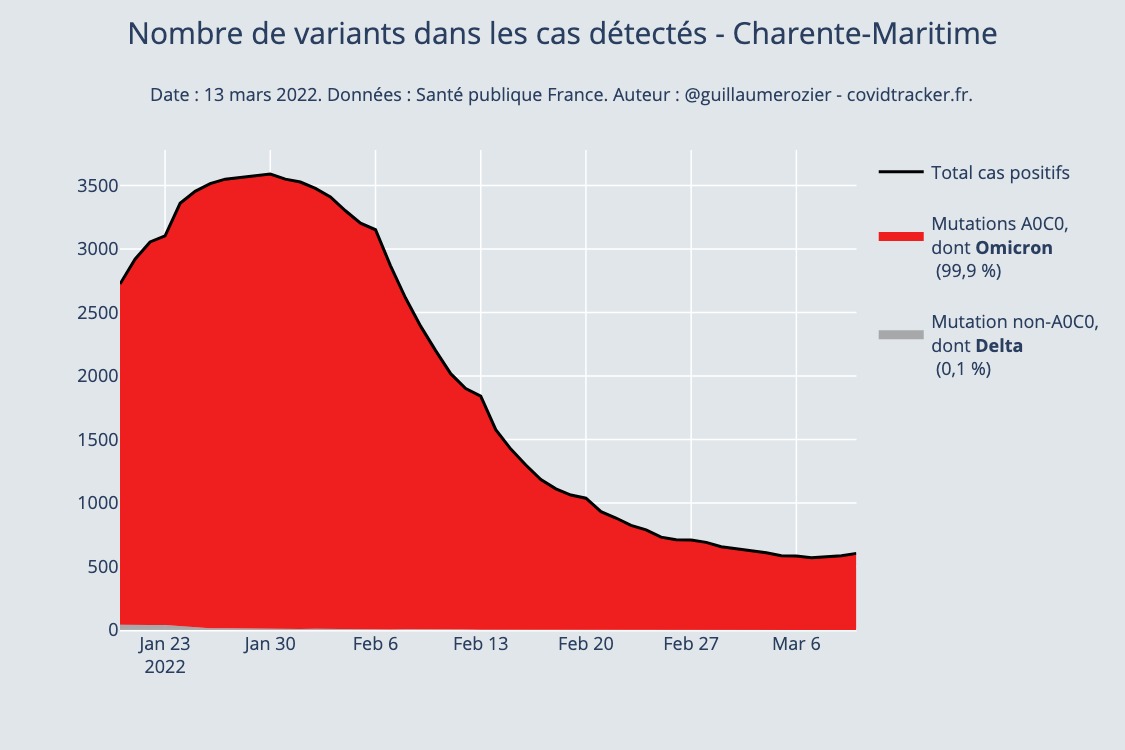 Nombre de variants dans les cas détectés - Charente-Maritime
Date : 13 mars 2022. Données : Santé publique France. Auteur : @guillaumerozier - covidtracker.fr.
3500
3000
2500
2000
1500
1000
500
0
Jan 23
2022
Jan 30
Feb 6
Feb 13
Feb 20
Feb 27
Mar 6
Total cas positifs
Mutations A0C0,
dont Omicron
(99,9 %)
Mutation non-A0C0,
dont Delta
(0,1 %)